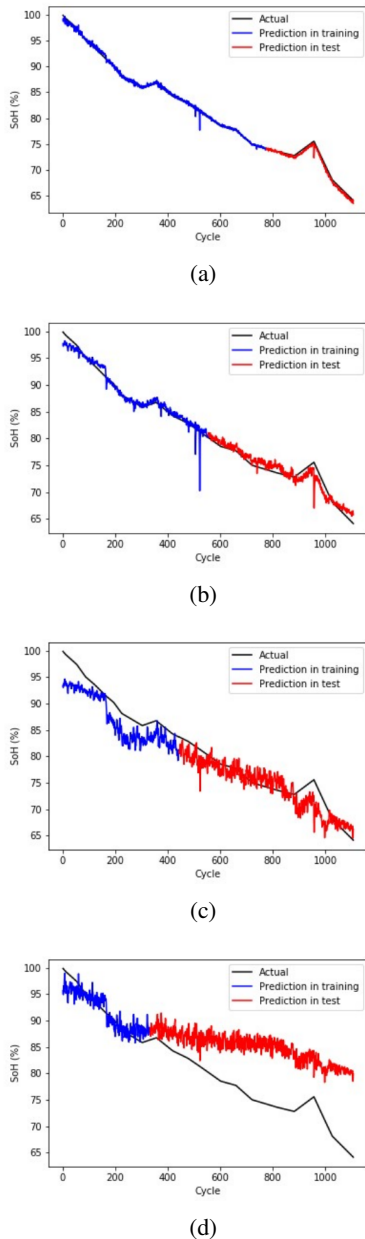 100
95
90
85
80
75
70
65
SoH (%)
Actual
Prediction in training
Prediction in test
0 200 400 600 800 1000
Cycle
(a)
100
95
90
85
80
75
70
65
SoH (%)
Actual
Prediction in training
Prediction in test
0 200 400 600 800 1000
Cycle
(b)
100
95
90
85
80
75
70
65
SoH (%)
Actual
Prediction in training
Prediction in test
0 200 400 600 800 1000
Cycle
(c)
100
95
90
85
80
75
70
65
SoH (%)
Actual
Prediction in training
Prediction in test
0 200 400 600 800 1000
Cycle
(d)